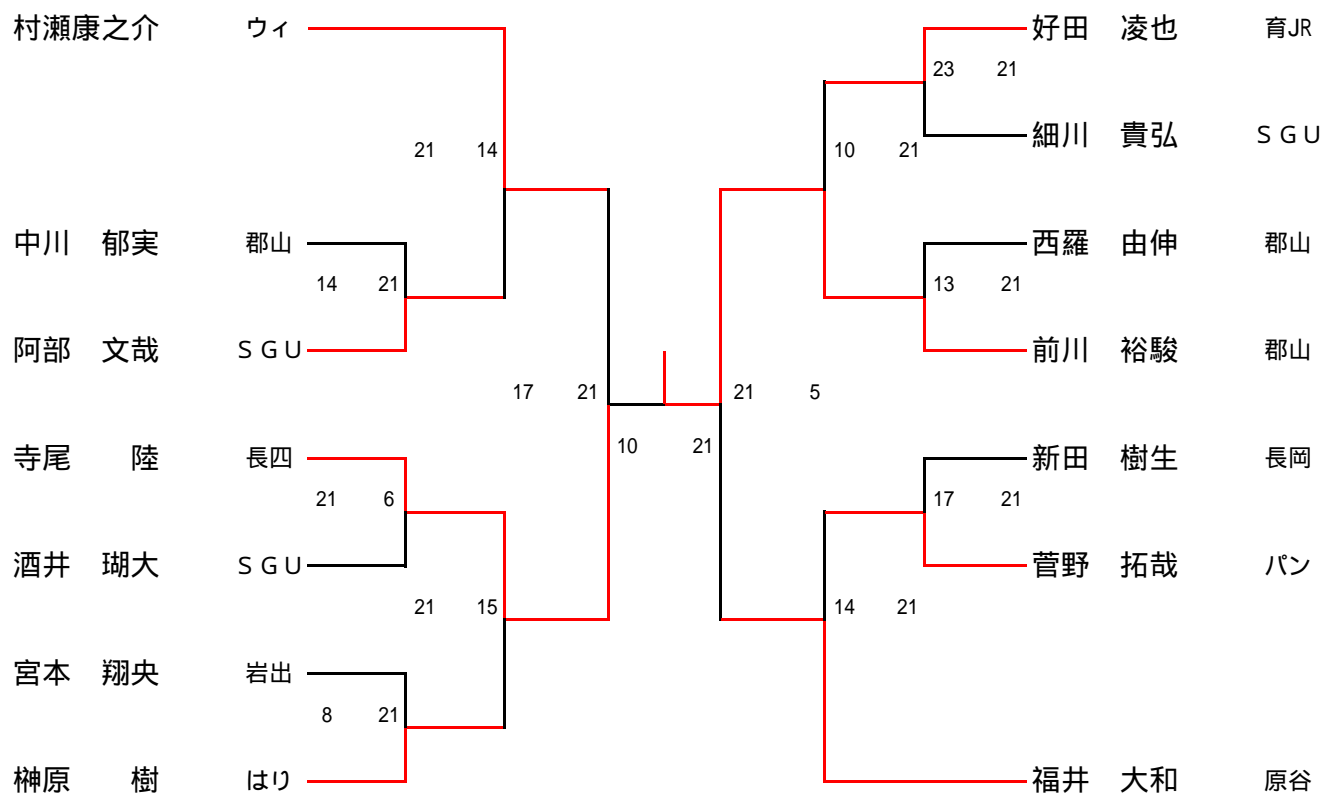 村瀬康之介 ウィ 好田 凌也 育JR
23 21
細川 貴弘 ＳＧＵ
21 14 10 21
中川 郁実 郡山 西羅 由伸 郡山
14 21 13 21
阿部 文哉 ＳＧＵ 前川 裕駿 郡山
17 21 21 5
10 21
寺尾 陸 長四 新田 樹生 長岡
21 6 17 21
酒井 瑚大 ＳＧＵ 菅野 拓哉 パン
21 15 14 21
宮本 翔央 岩出
8 21
榊原 樹 はり 福井 大和 原谷